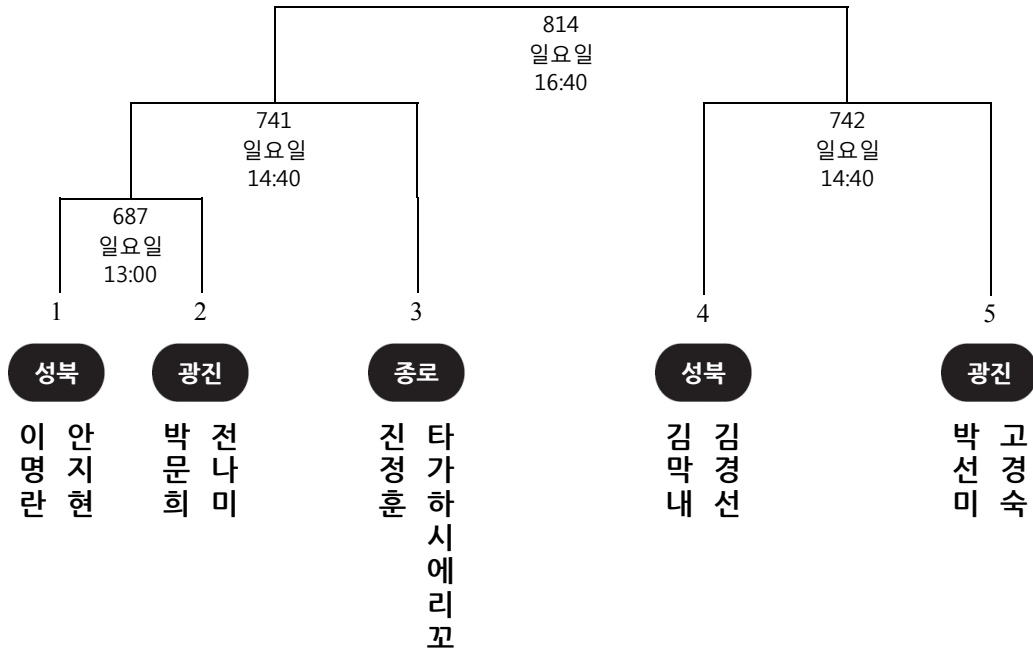 814
일요일
16:40
741
일요일
14:40
742
일요일
14:40
687
일요일
13:00
1
2
3
4
5
성북
광진
종로
성북
광진
이명란
안지현
박문희
전나미
진정훈
타가하시에리꼬
김막내
김경선
박선미
고경숙